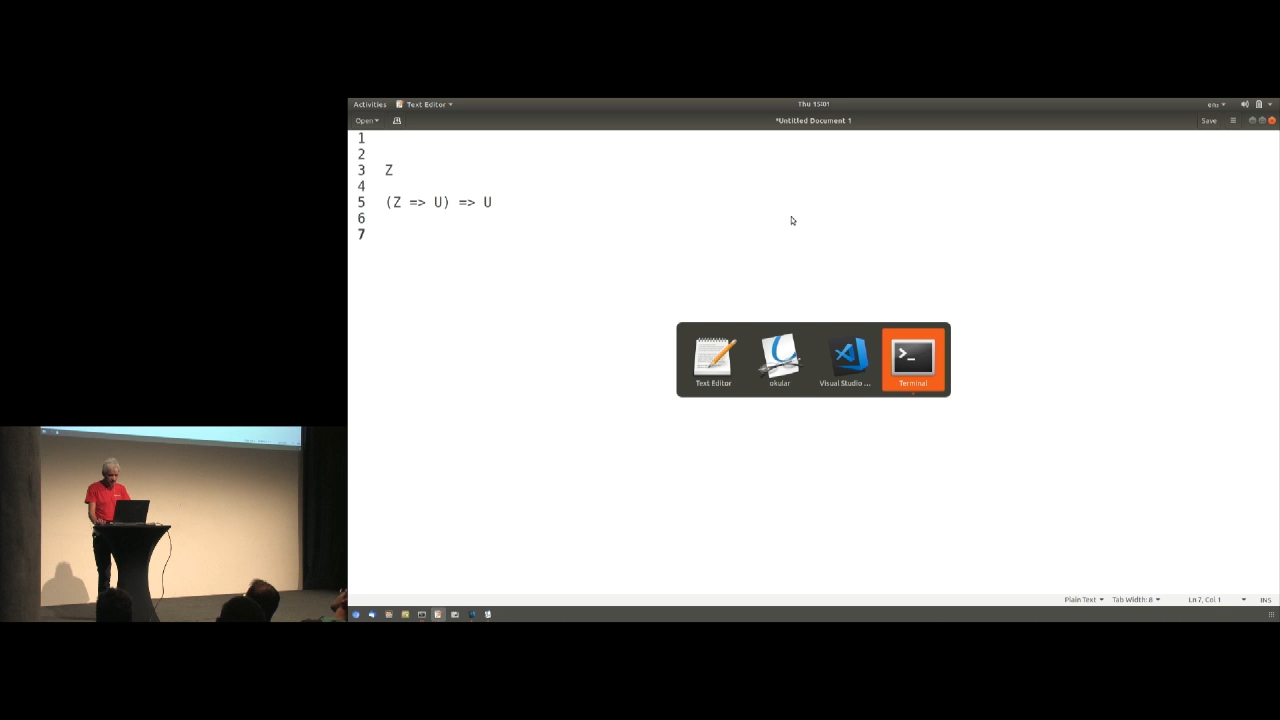 Activities Text Editor Thu 15:01 en₁
Open *Untitled Document 1 Save
1
2
3 Z
4
5 (Z => U) => U
6
7
Text Editor okular Visual Studio ... Terminal
Plain Text Tab Width: 8 Ln 7, Col 1 INS